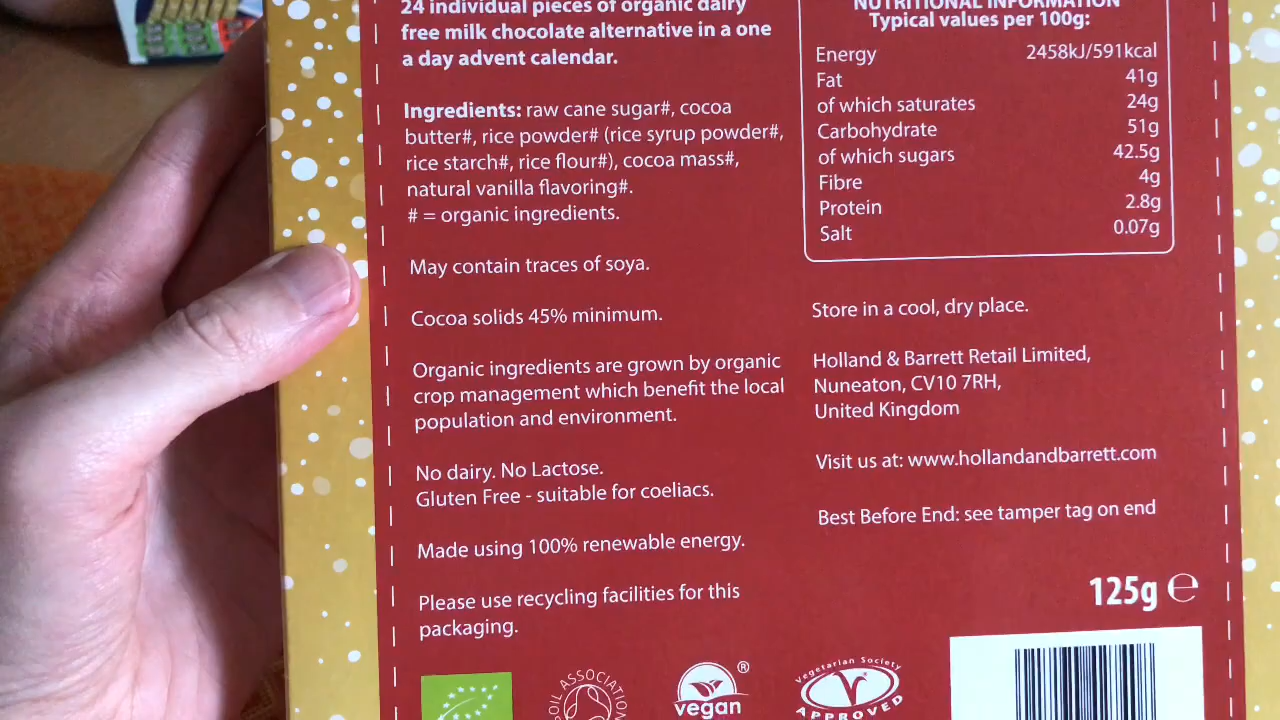 24 individual pieces of organic dairy
free milk chocolate alternative in a one
a day advent calendar.
Ingredients: raw cane sugar#, cocoa
butter#, rice powder# (rice syrup powder#,
rice starch#, rice flour#), cocoa mass#,
natural vanilla flavoring#.
# = organic ingredients.
May contain traces of soya.
Cocoa solids 45% minimum.
Organic ingredients are grown by organic
crop management which benefit the local
population and environment.
No dairy. No Lactose.
Gluten Free - suitable for coeliacs.
Made using 100% renewable energy.
Please use recycling facilities for this
packaging.
NUTRITIONAL INFORMATION
Typical values per 100g:
Energy 2458kJ/591kcal
Fat 41g
of which saturates 24g
Carbohydrate 51g
of which sugars 42.5g
Fibre 4g
Protein 2.8g
Salt 0.07g
Store in a cool, dry place.
Holland & Barrett Retail Limited,
Nuneaton, CV10 7RH,
United Kingdom
Visit us at: www.hollandandbarrett.com
Best Before End: see tamper tag on end
125g ℮
SOIL ASSOCIATION
vegan ®
Vegetarian Society
APPROVED